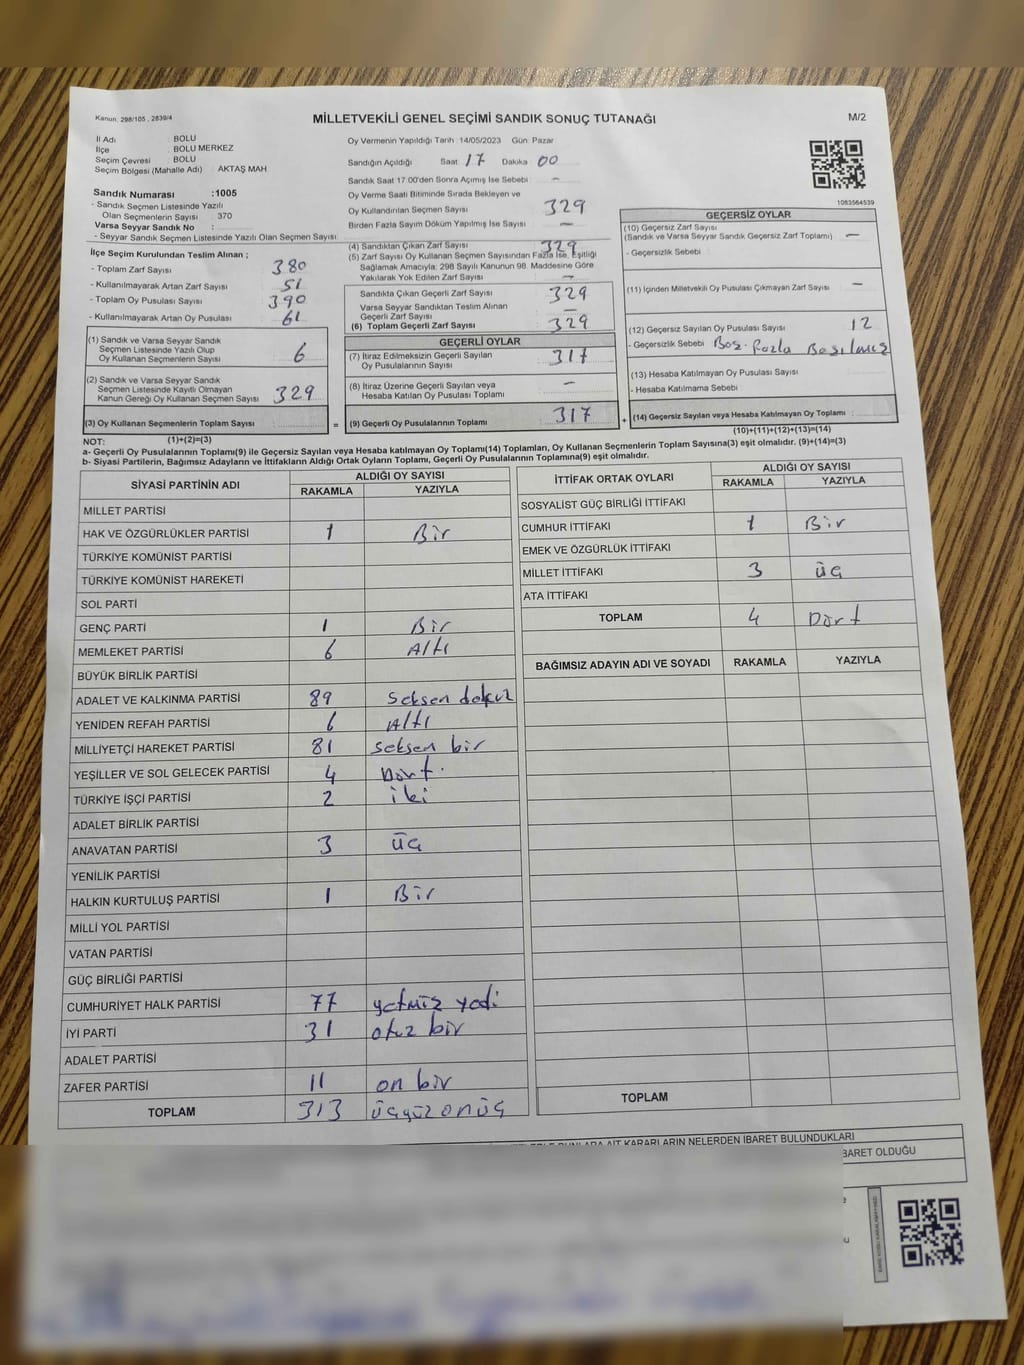 Kanun: 298/105 , 2839/4
MİLLETVEKİLİ GENEL SEÇİMİ SANDIK SONUÇ TUTANAĞI
M/2
İl Adı : BOLU
İlçe : BOLU MERKEZ
Seçim Çevresi : BOLU
Seçim Bölgesi (Mahalle Adı) : AKTAŞ MAH
Sandık Numarası :1005
- Sandık Seçmen Listesinde Yazılı
Olan Seçmenlerin Sayısı : 370
Varsa Seyyar Sandık No :
- Seyyar Sandık Seçmen Listesinde Yazılı Olan Seçmen Sayısı:
Oy Vermenin Yapıldığı Tarih :14/05/2023 Gün: Pazar
Sandığın Açıldığı Saat 17 Dakika 00
Sandık Saat 17:00'den Sonra Açımış İse Sebebi : -
Oy Verme Saati Bitiminde Sırada Bekleyen ve
Oy Kullandırılan Seçmen Sayısı 329
Birden Fazla Sayım Döküm Yapılmış İse Sayısı : -
1083564539
İlçe Seçim Kurulundan Teslim Alınan ;
- Toplam Zarf Sayısı : 380
- Kullanılmayarak Artan Zarf Sayısı : 51
- Toplam Oy Pusulası Sayısı : 390
- Kullanılmayarak Artan Oy Pusulası : 61
(1) Sandık ve Varsa Seyyar Sandık
Seçmen Listesinde Yazılı Olup
Oy Kullanan Seçmenlerin Sayısı 6
(2) Sandık ve Varsa Seyyar Sandık
Seçmen Listesinde Kayıtlı Olmayan
Kanun Gereği Oy Kullanan Seçmen Sayısı 329
(3) Oy Kullanan Seçmenlerin Toplam Sayısı
(4) Sandıktan Çıkan Zarf Sayısı 329
(5) Zarf Sayısı Oy Kullanan Seçmen Sayısından Fazla İse, Eşitliği
Sağlamak Amacıyla, 298 Sayılı Kanunun 98. Maddesine Göre
Yakılarak Yok Edilen Zarf Sayısı -
Sandıkta Çıkan Geçerli Zarf Sayısı 329
Varsa Seyyar Sandıktan Teslim Alınan
Geçerli Zarf Sayısı -
(6) Toplam Geçerli Zarf Sayısı 329
GEÇERLİ OYLAR
(7) İtiraz Edilmeksizin Geçerli Sayılan
Oy Pusulalarının Sayısı 317
(8) İtiraz Üzerine Geçerli Sayılan veya
Hesaba Katılan Oy Pusulası Toplamı -
= (9) Geçerli Oy Pusulalarının Toplamı 317
GEÇERSİZ OYLAR
(10) Geçersiz Zarf Sayısı
(Sandık ve Varsa Seyyar Sandık Geçersiz Zarf Toplamı) -
- Geçersizlik Sebebi
(11) İçinden Milletvekili Oy Pusulası Çıkmayan Zarf Sayısı -
(12) Geçersiz Sayılan Oy Pusulası Sayısı 12
- Geçersizlik Sebebi Boş. Fazla Basılmış
(13) Hesaba Katılmayan Oy Pusulası Sayısı
- Hesaba Katılmama Sebebi
+ (14) Geçersiz Sayılan veya Hesaba Katılmayan Oy Toplamı
NOT: (1)+(2)=(3)
(10)+(11)+(12)+(13)=(14)
a- Geçerli Oy Pusulalarının Toplamı(9) ile Geçersiz Sayılan veya Hesaba katılmayan Oy Toplamı(14) Toplamları, Oy Kullanan Seçmenlerin Toplam Sayısına(3) eşit olmalıdır. (9)+(14)=(3)
b- Siyasi Partilerin, Bağımsız Adayların ve İttifakların Aldığı Ortak Oyların Toplamı, Geçerli Oy Pusulalarının Toplamına(9) eşit olmalıdır.
SİYASİ PARTİNİN ADI ALDIĞI OY SAYISI
RAKAMLA YAZIYLA
MİLLET PARTİSİ
HAK VE ÖZGÜRLÜKLER PARTİSİ 1 Bir
TÜRKİYE KOMÜNİST PARTİSİ
TÜRKİYE KOMÜNİST HAREKETİ
SOL PARTİ
GENÇ PARTİ 1 Bir
MEMLEKET PARTİSİ 6 Altı
BÜYÜK BİRLİK PARTİSİ
ADALET VE KALKINMA PARTİSİ 89 Seksen dokuz
YENİDEN REFAH PARTİSİ 6 Altı
MİLLİYETÇİ HAREKET PARTİSİ 81 seksen bir
YEŞİLLER VE SOL GELECEK PARTİSİ 4 Dört.
TÜRKİYE İŞÇİ PARTİSİ 2 iki
ADALET BİRLİK PARTİSİ
ANAVATAN PARTİSİ 3 üç
YENİLİK PARTİSİ
HALKIN KURTULUŞ PARTİSİ 1 Bir
MİLLİ YOL PARTİSİ
VATAN PARTİSİ
GÜÇ BİRLİĞİ PARTİSİ
CUMHURİYET HALK PARTİSİ 77 yetmiş yedi
İYİ PARTİ 31 otuz bir
ADALET PARTİSİ
ZAFER PARTİSİ 11 on bir
TOPLAM 313 üçyüzonüç
İTTİFAK ORTAK OYLARI ALDIĞI OY SAYISI
RAKAMLA YAZIYLA
SOSYALİST GÜÇ BİRLİĞİ İTTİFAKI
CUMHUR İTTİFAKI 1 Bir
EMEK VE ÖZGÜRLÜK İTTİFAKI
MİLLET İTTİFAKI 3 üç
ATA İTTİFAKI
TOPLAM 4 Dört
BAĞIMSIZ ADAYIN ADI VE SOYADI RAKAMLA YAZIYLA
TOPLAM
AİT KARARLARIN NELERDEN İBARET BULUNDUKLARI
BARET OLDUĞU